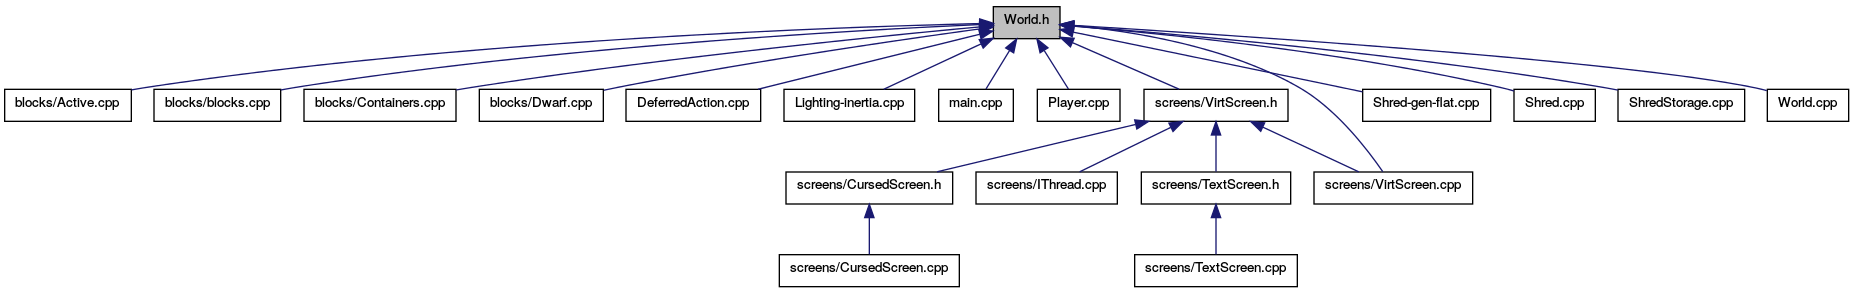 World.h
blocks/Active.cpp
blocks/blocks.cpp
blocks/Containers.cpp
blocks/Dwarf.cpp
DeferredAction.cpp
Lighting-inertia.cpp
main.cpp
Player.cpp
screens/VirtScreen.h
Shred-gen-flat.cpp
Shred.cpp
ShredStorage.cpp
World.cpp
screens/CursedScreen.h
screens/IThread.cpp
screens/TextScreen.h
screens/VirtScreen.cpp
screens/CursedScreen.cpp
screens/TextScreen.cpp